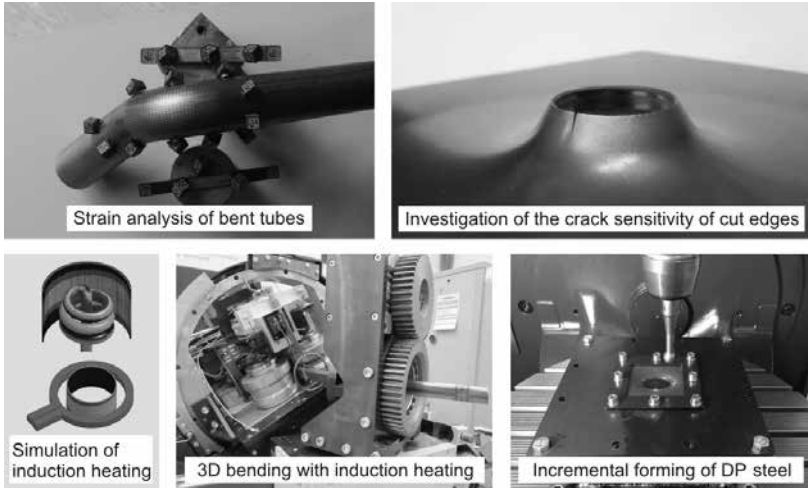 Strain analysis of bent tubes
Investigation of the crack sensitivity of cut edges
Simulation of
induction heating
3D bending with induction heating
Incremental forming of DP steel